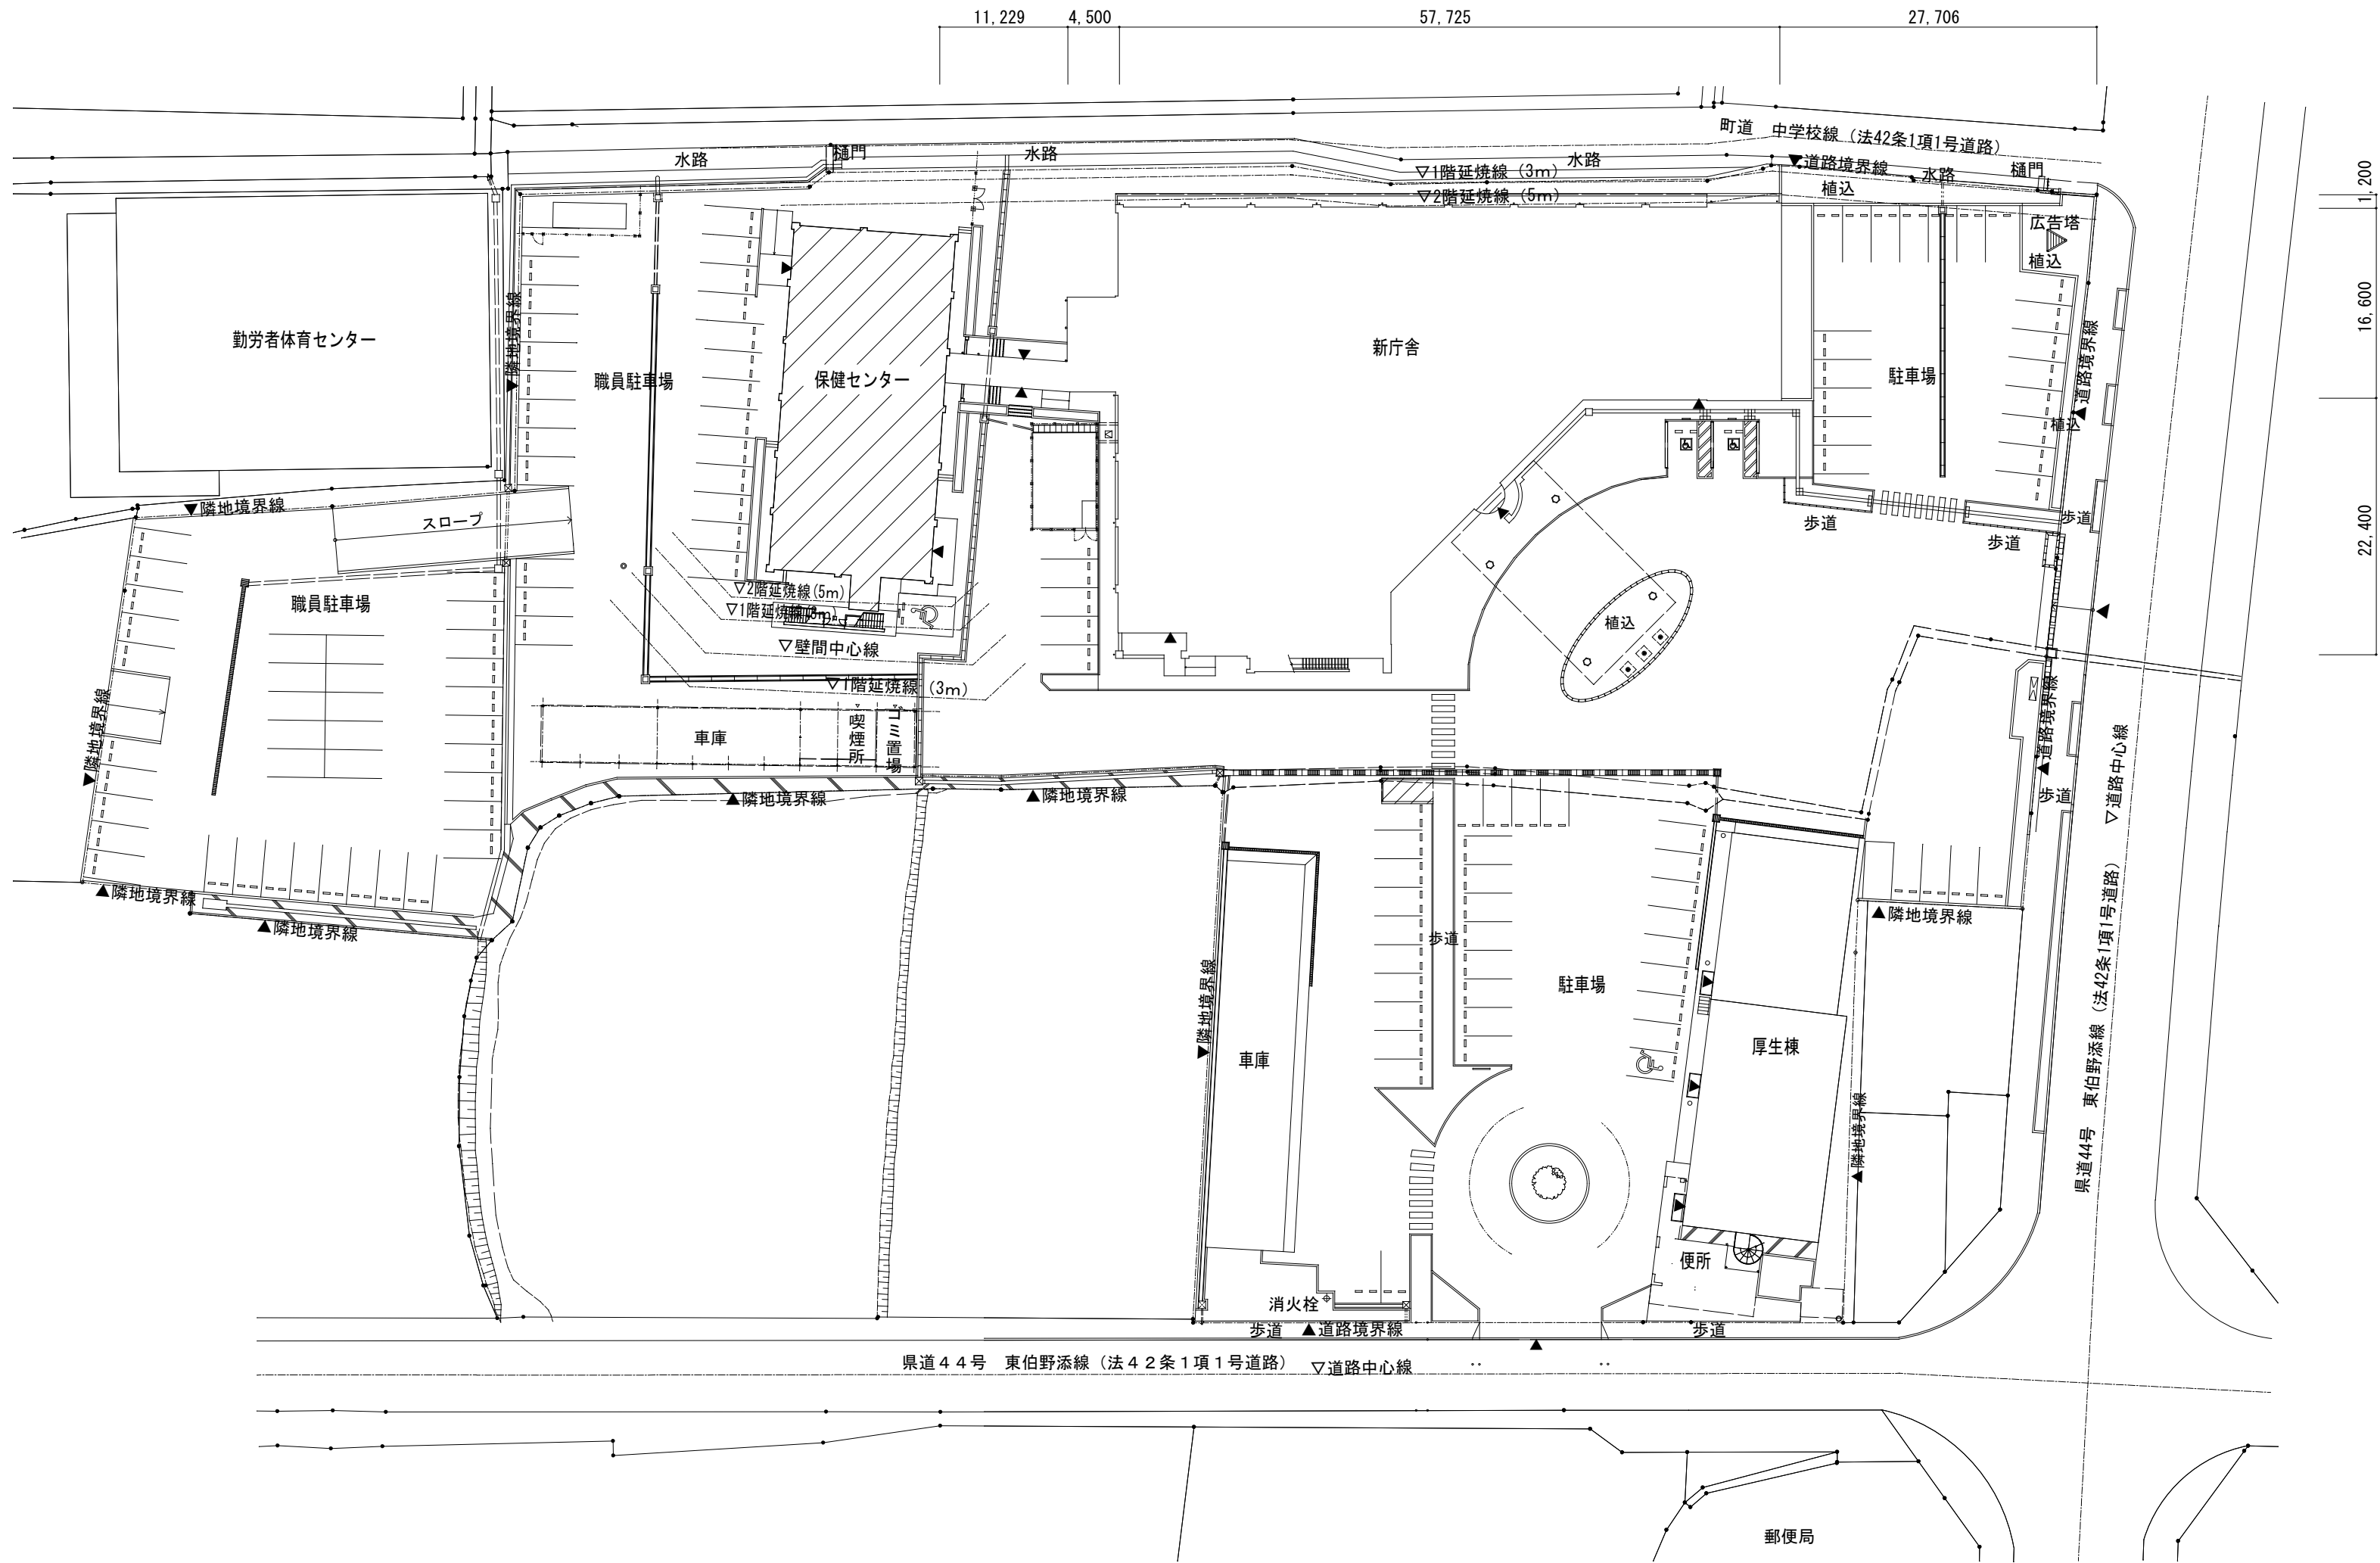 11,229
4,500
57,725
27,706
1,200
16,600
22,400
町道　中学校線（法42条1項1号道路）
水路
樋門
水路
水路
▼道路境界線
水路
樋門
▽1階延焼線（3m）
▽2階延焼線（5m）
植込
広告塔
植込
勤労者体育センター
▼隣地境界線
職員駐車場
保健センター
新庁舎
駐車場
▲道路境界線
植込
▼隣地境界線
スロープ
歩道
歩道
歩道
職員駐車場
▽2階延焼線(5m)
▽1階延焼線(3m)
▽壁間中心線
▽1階延焼線（3m）
植込
▼隣地境界線
車庫
喫煙所
ゴミ置場
▲道路境界線
歩道
▽道路中心線
▲隣地境界線
▲隣地境界線
▲隣地境界線
▲隣地境界線
▲隣地境界線
歩道
▼隣地境界線
駐車場
車庫
厚生棟
▲隣地境界線
県道44号　東伯野添線（法42条1項1号道路）
便所
消火栓
歩道
▲道路境界線
歩道
県道４４号　東伯野添線（法４２条１項１号道路）
▽道路中心線
郵便局